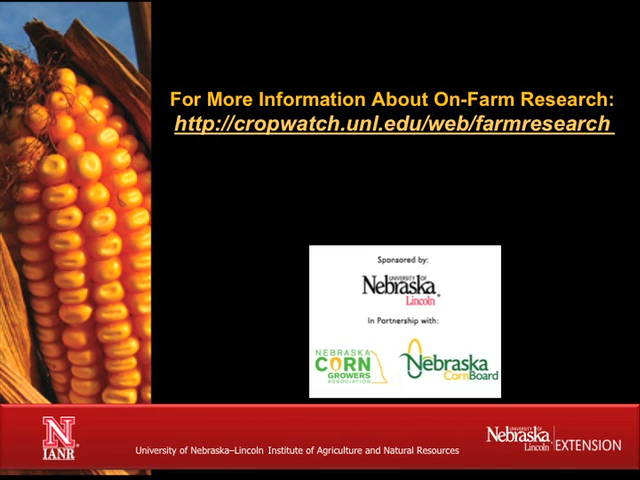 For More Information About On-Farm Research:
http://cropwatch.unl.edu/web/farmresearch
Sponsored by:
UNIVERSITY OF
Nebraska®
Lincoln
In Partnership with:
NEBRASKA
CORN
GROWERS
ASSOCIATION
Nebraska
CornBoard
N
IANR
University of Nebraska–Lincoln Institute of Agriculture and Natural Resources
UNIVERSITY OF
Nebraska
Lincoln
EXTENSION